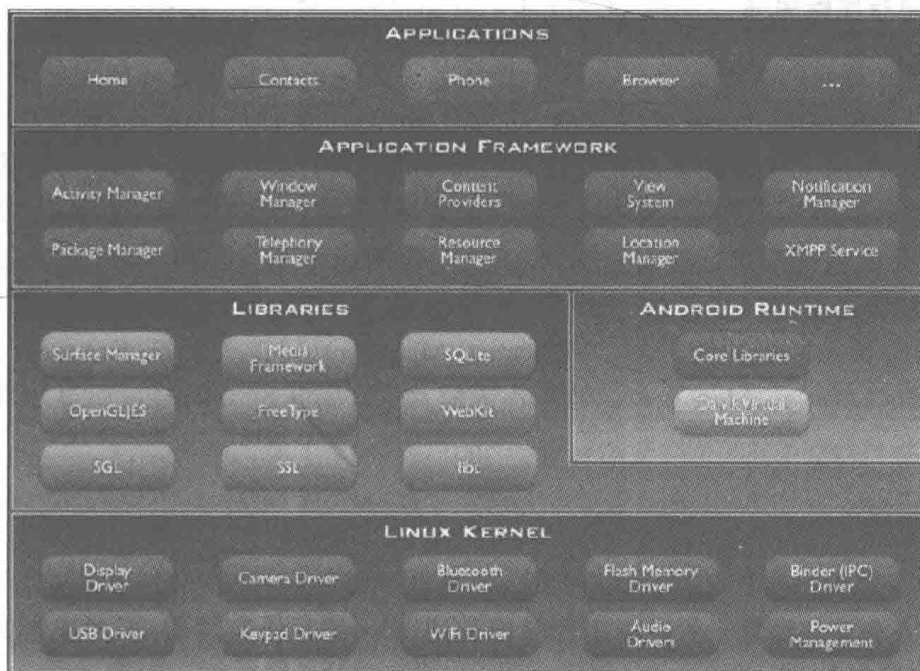 APPLICATIONS
Home Contacts Phone Browser ...
APPLICATION FRAMEWORK
Activity Manager Window Manager Content Providers View System Notification Manager
Package Manager Telephony Manager Resource Manager Location Manager XMPP Service
LIBRARIES
Surface Manager Media Framework SQLite
OpenGL|ES FreeType WebKit
SGL SSL libc
ANDROID RUNTIME
Core Libraries
Dalvik Virtual Machine
LINUX KERNEL
Display Driver Camera Driver Bluetooth Driver Flash Memory Driver Binder (IPC) Driver
USB Driver Keypad Driver WiFi Driver Audio Drivers Power Management